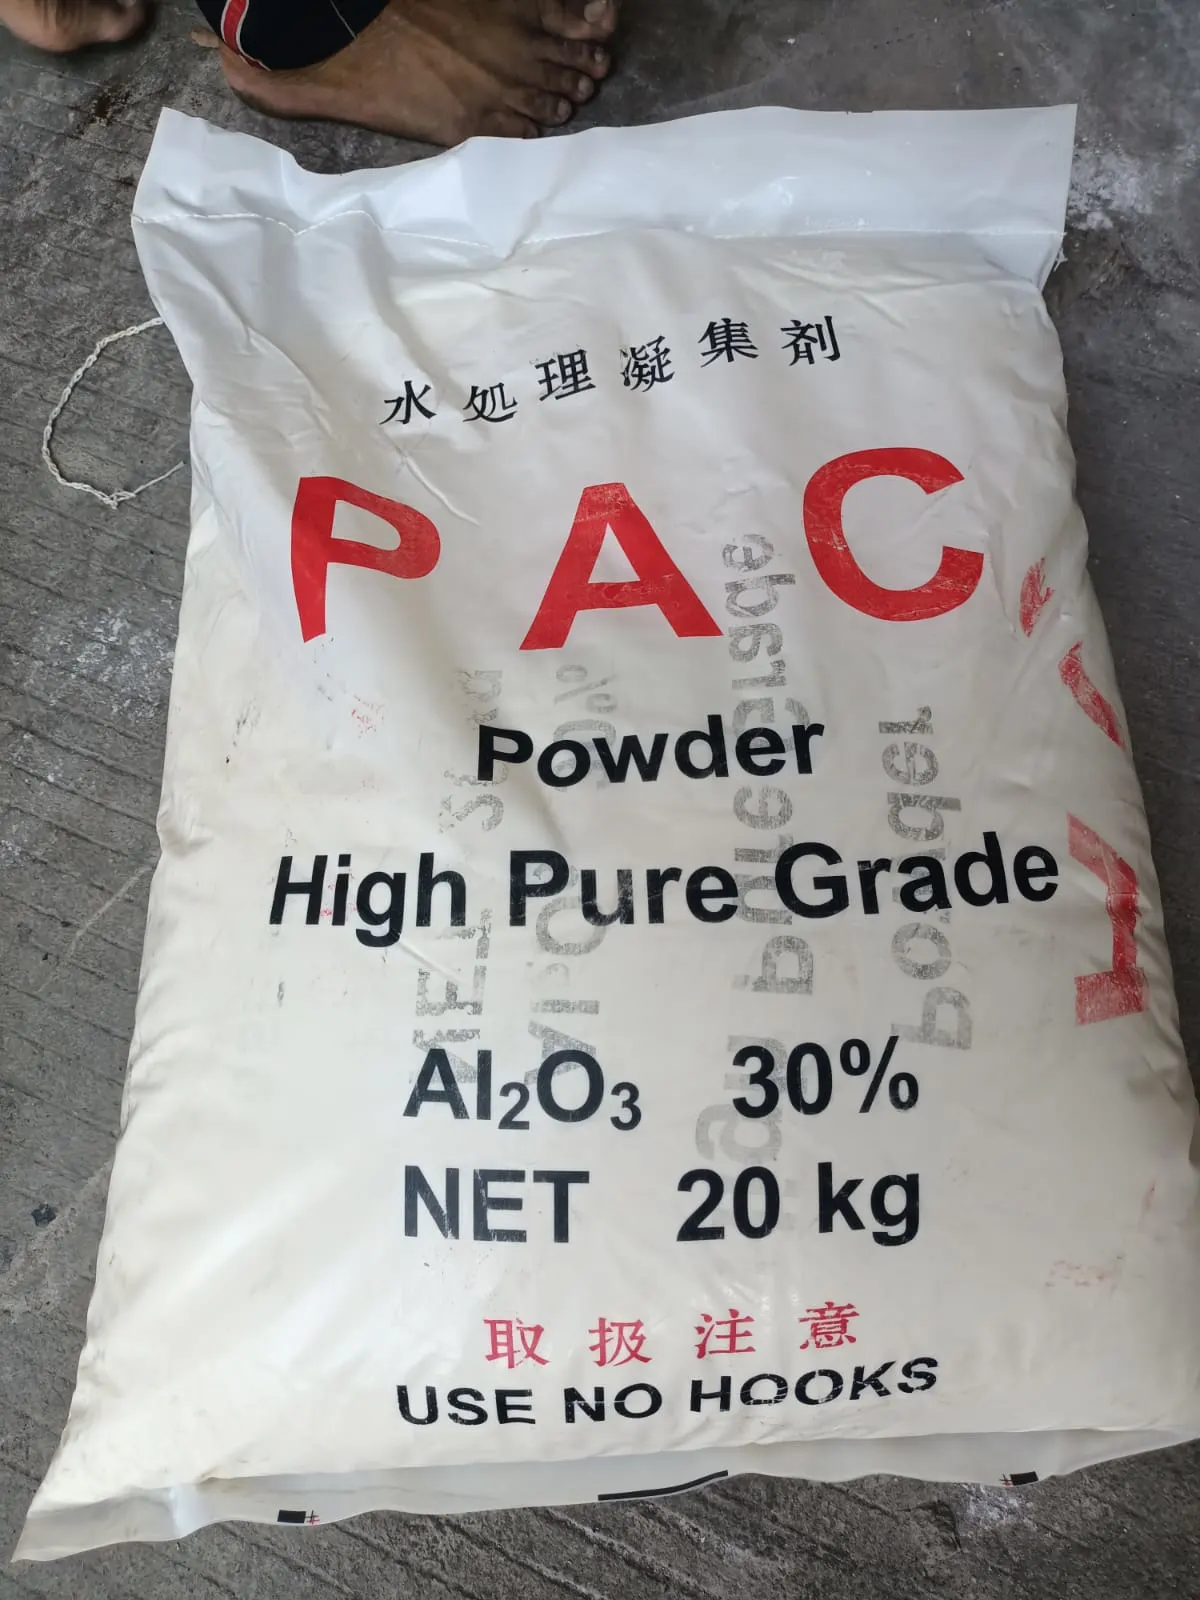 水処理凝集剤
PAC
Powder
High Pure Grade
Al₂O₃ 30%
NET 20 kg
取扱注意
USE NO HOOKS